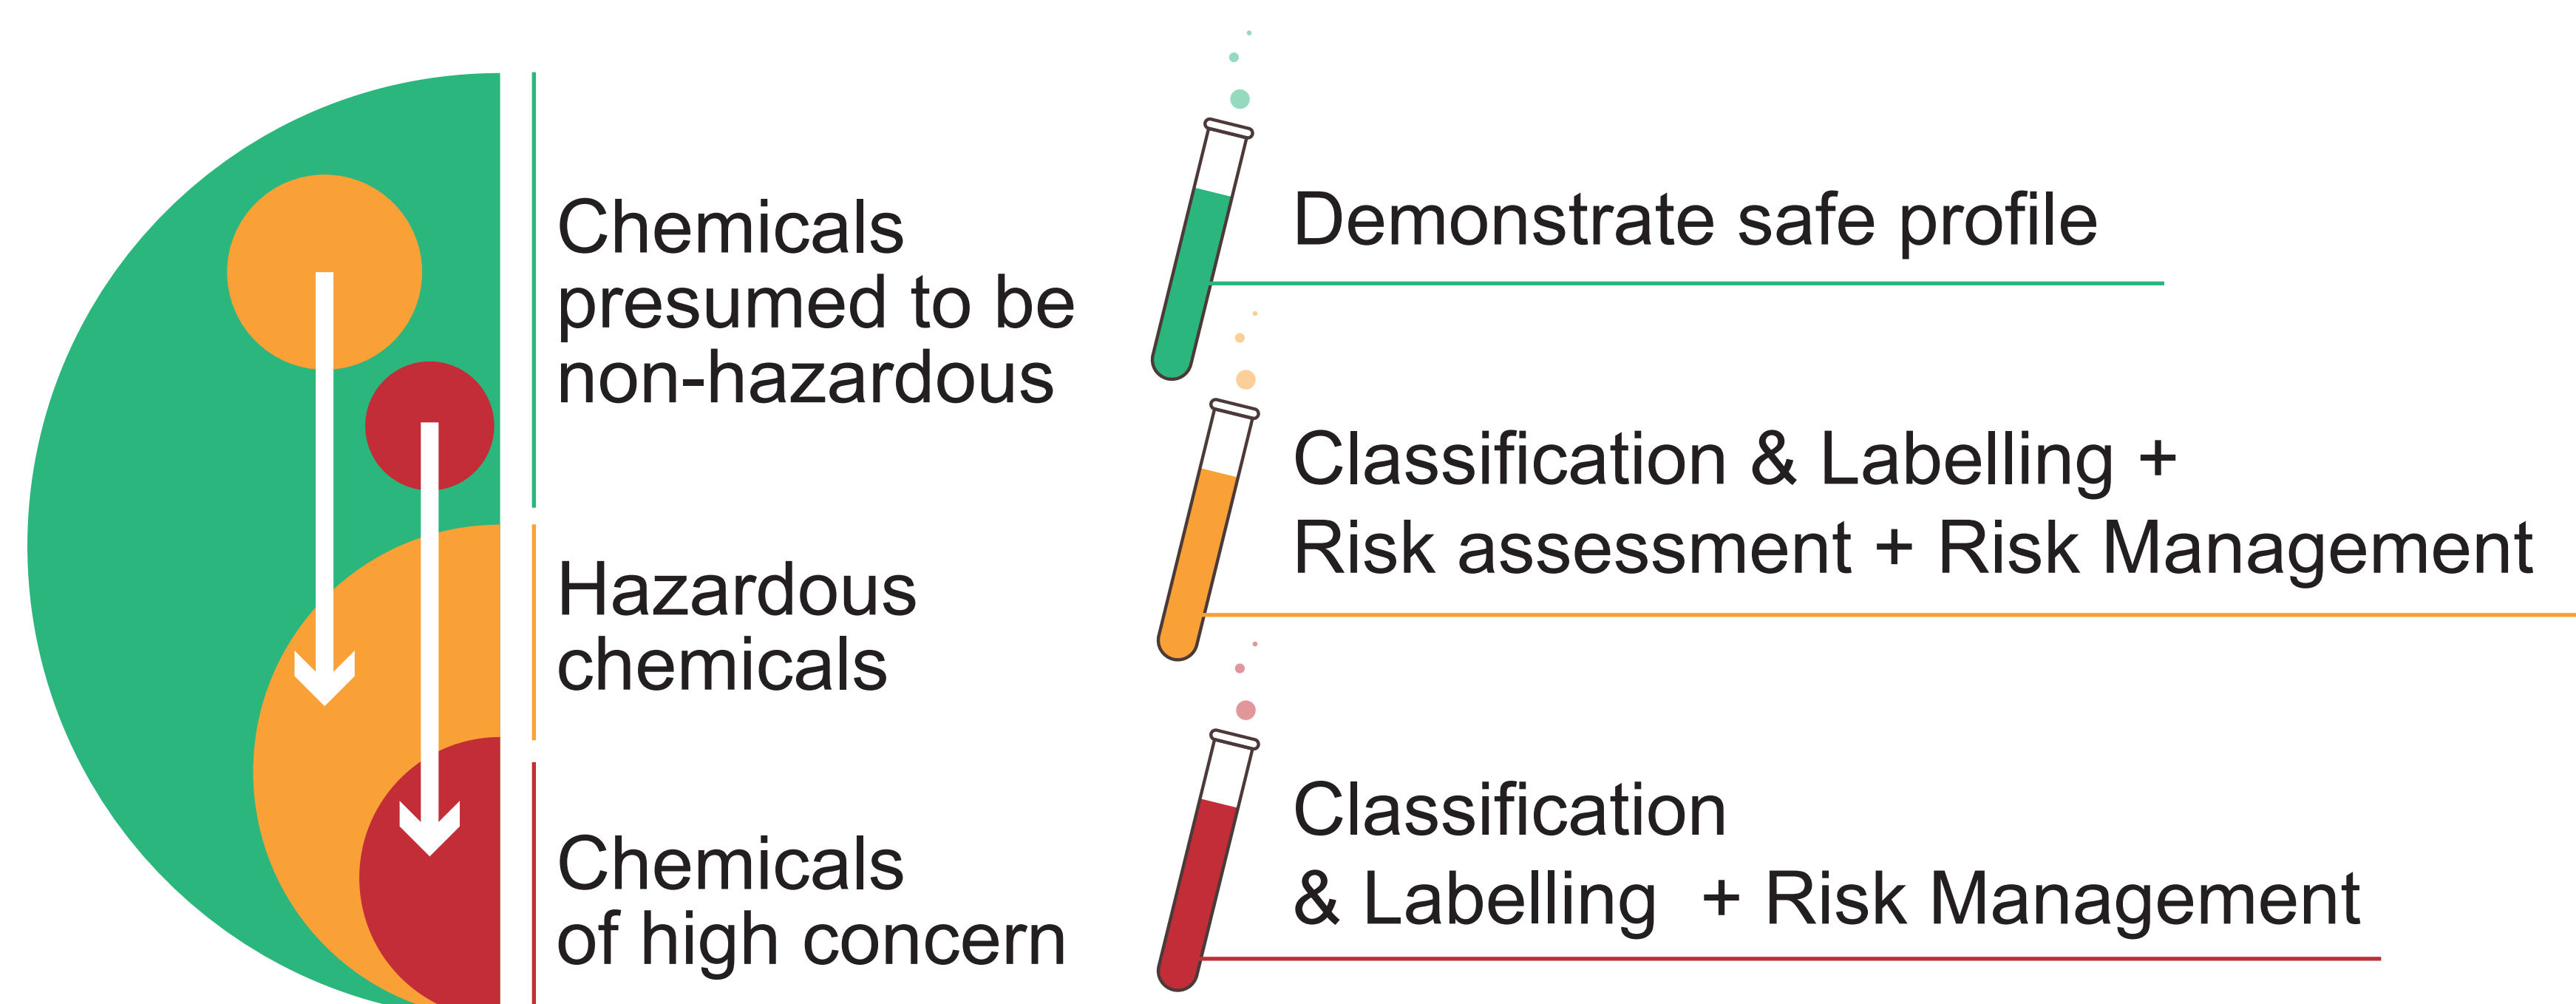 Chemicals
presumed to be
non-hazardous
Demonstrate safe profile
Hazardous
chemicals
Classification & Labelling +
Risk assessment + Risk Management
Chemicals
of high concern
Classification
& Labelling + Risk Management